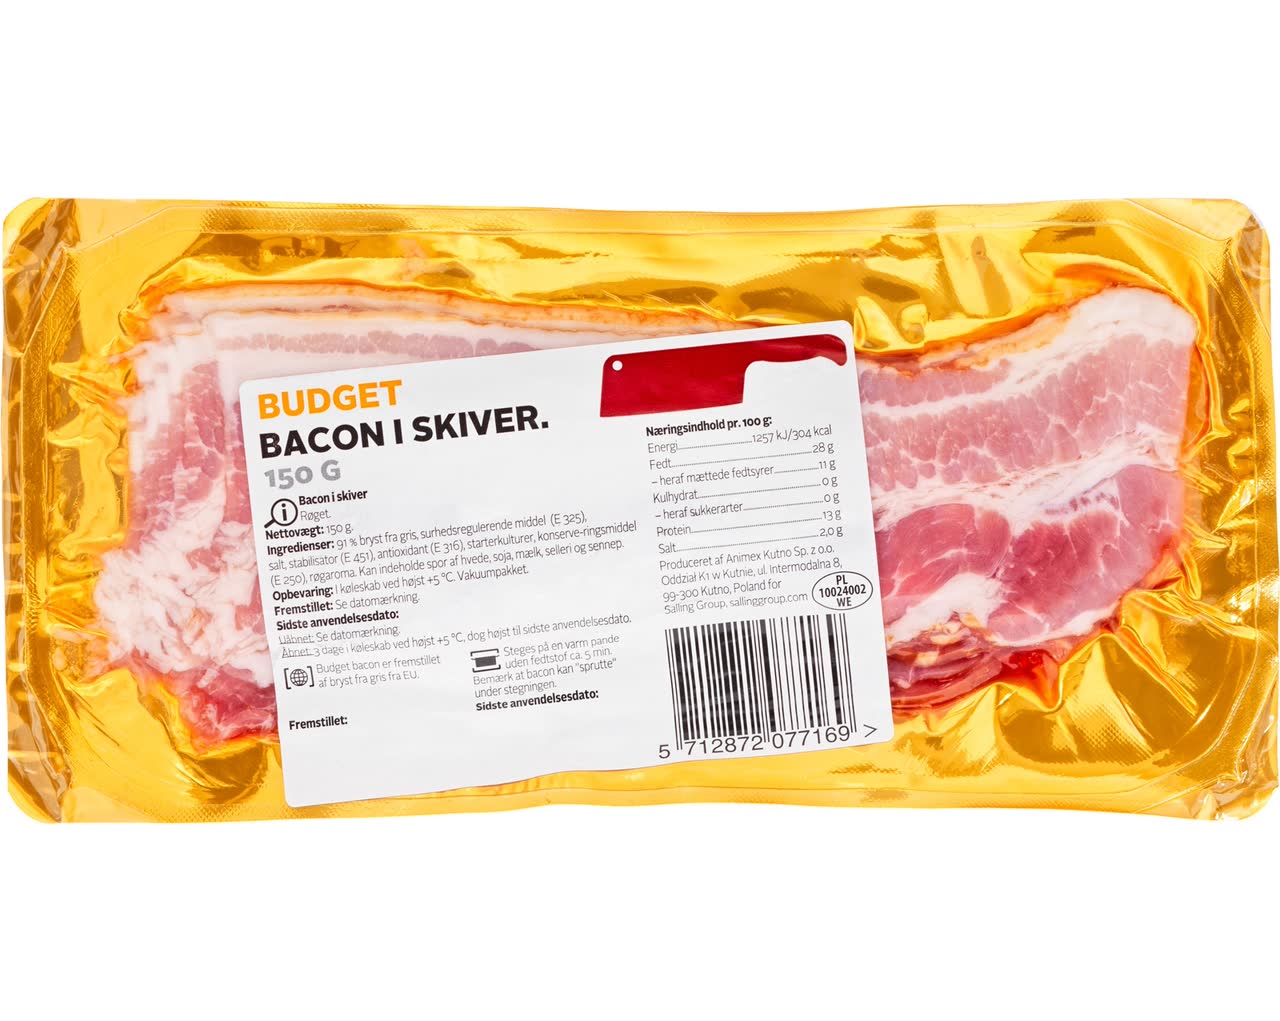 BUDGET
BACON I SKIVER.
150 G
Bacon i skiver
Røget.
Nettovægt: 150 g.
Ingredienser: 91 % bryst fra gris, surhedsregulerende middel (E 325),
salt, stabilisator (E 451), antioxidant (E 316), starterkulturer, konserve-ringsmiddel
(E 250), røgaroma. Kan indeholde spor af hvede, soja, mælk, selleri og sennep.
Opbevaring: I køleskab ved højst +5 °C. Vakuumpakket.
Fremstillet: Se datomærkning.
Sidste anvendelsesdato:
Uåbnet: Se datomærkning.
Åbnet: 3 dage i køleskab ved højst +5 °C, dog højst til sidste anvendelsesdato.
Budget bacon er fremstillet
af bryst fra gris fra EU.
Steges på en varm pande
uden fedtstof ca. 5 min.
Bemærk at bacon kan "sprutte"
under stegningen.
Sidste anvendelsesdato:
Fremstillet:
Næringsindhold pr. 100 g:
Energi 1257 kJ/304 kcal
Fedt 28 g
– heraf mættede fedtsyrer 11 g
Kulhydrat 0 g
– heraf sukkerarter 0 g
Protein 13 g
Salt 2,0 g
Produceret af Animex Kutno Sp. z o.o.
Oddział K1 w Kutnie, ul. Intermodalna 8,
99-300 Kutno, Poland for
Salling Group, sallinggroup.com
PL
10024002
WE
5 712872 077169 >